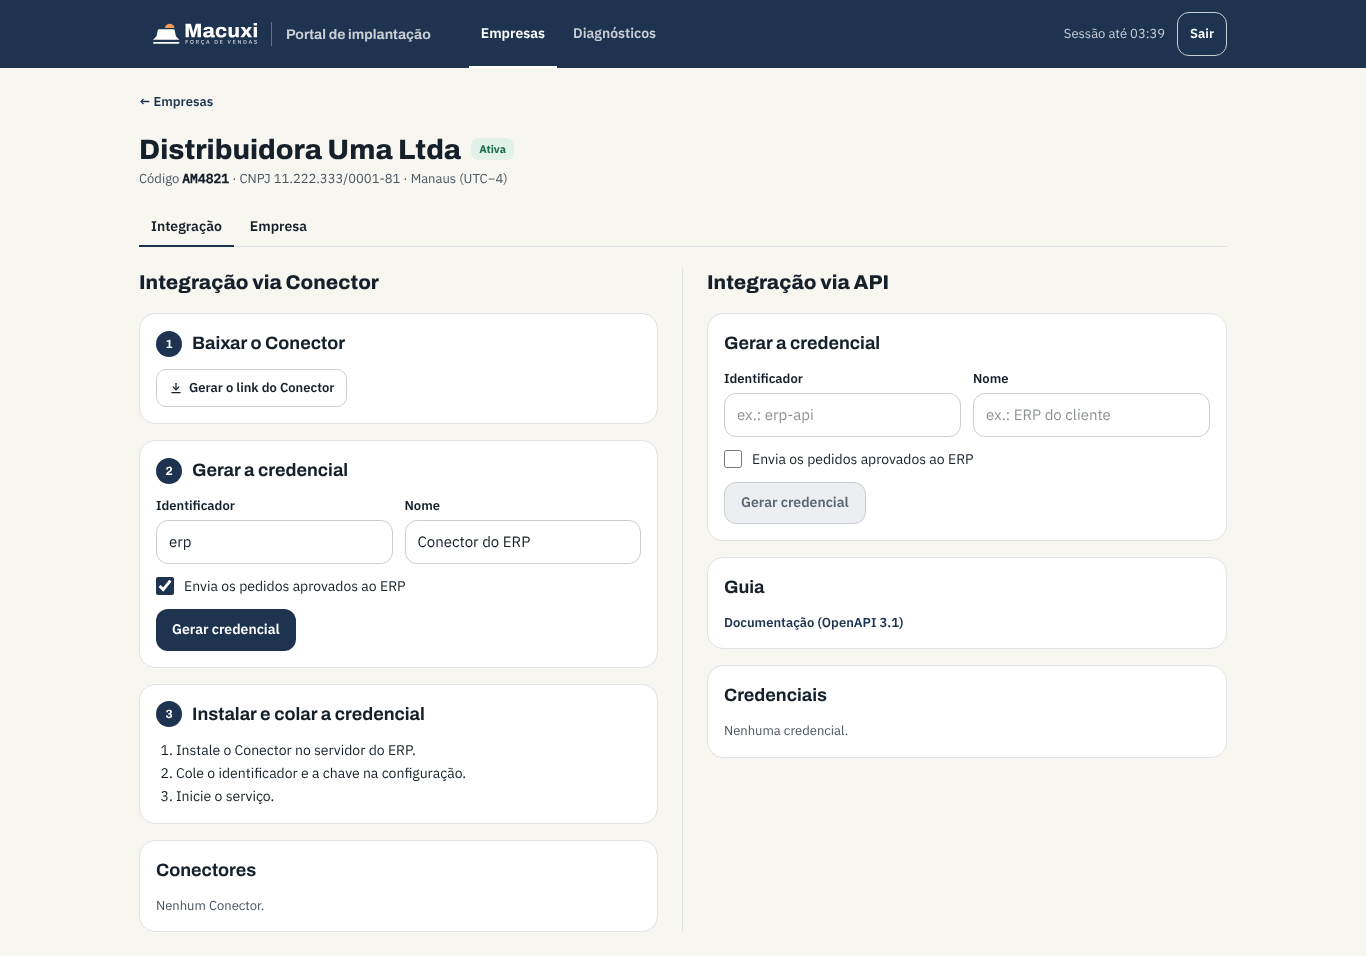 Macuxi
FORÇA DE VENDAS
Portal de implantação
Empresas
Diagnósticos
Sessão até 03:39
Sair
← Empresas
Distribuidora Uma Ltda
Ativa
Código AM4821 · CNPJ 11.222.333/0001-81 · Manaus (UTC−4)
Integração
Empresa
Integração via Conector
1
Baixar o Conector
Gerar o link do Conector
2
Gerar a credencial
Identificador
Nome
erp
Conector do ERP
Envia os pedidos aprovados ao ERP
Gerar credencial
3
Instalar e colar a credencial
1. Instale o Conector no servidor do ERP.
2. Cole o identificador e a chave na configuração.
3. Inicie o serviço.
Conectores
Nenhum Conector.
Integração via API
Gerar a credencial
Identificador
Nome
ex.: erp-api
ex.: ERP do cliente
Envia os pedidos aprovados ao ERP
Gerar credencial
Guia
Documentação (OpenAPI 3.1)
Credenciais
Nenhuma credencial.